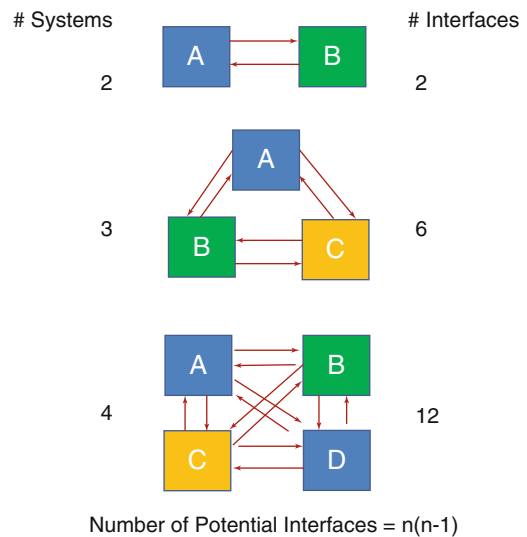 # Systems
# Interfaces
A
B
2
2
A
3
6
B
C
A
B
4
12
C
D
Number of Potential Interfaces = n(n-1)